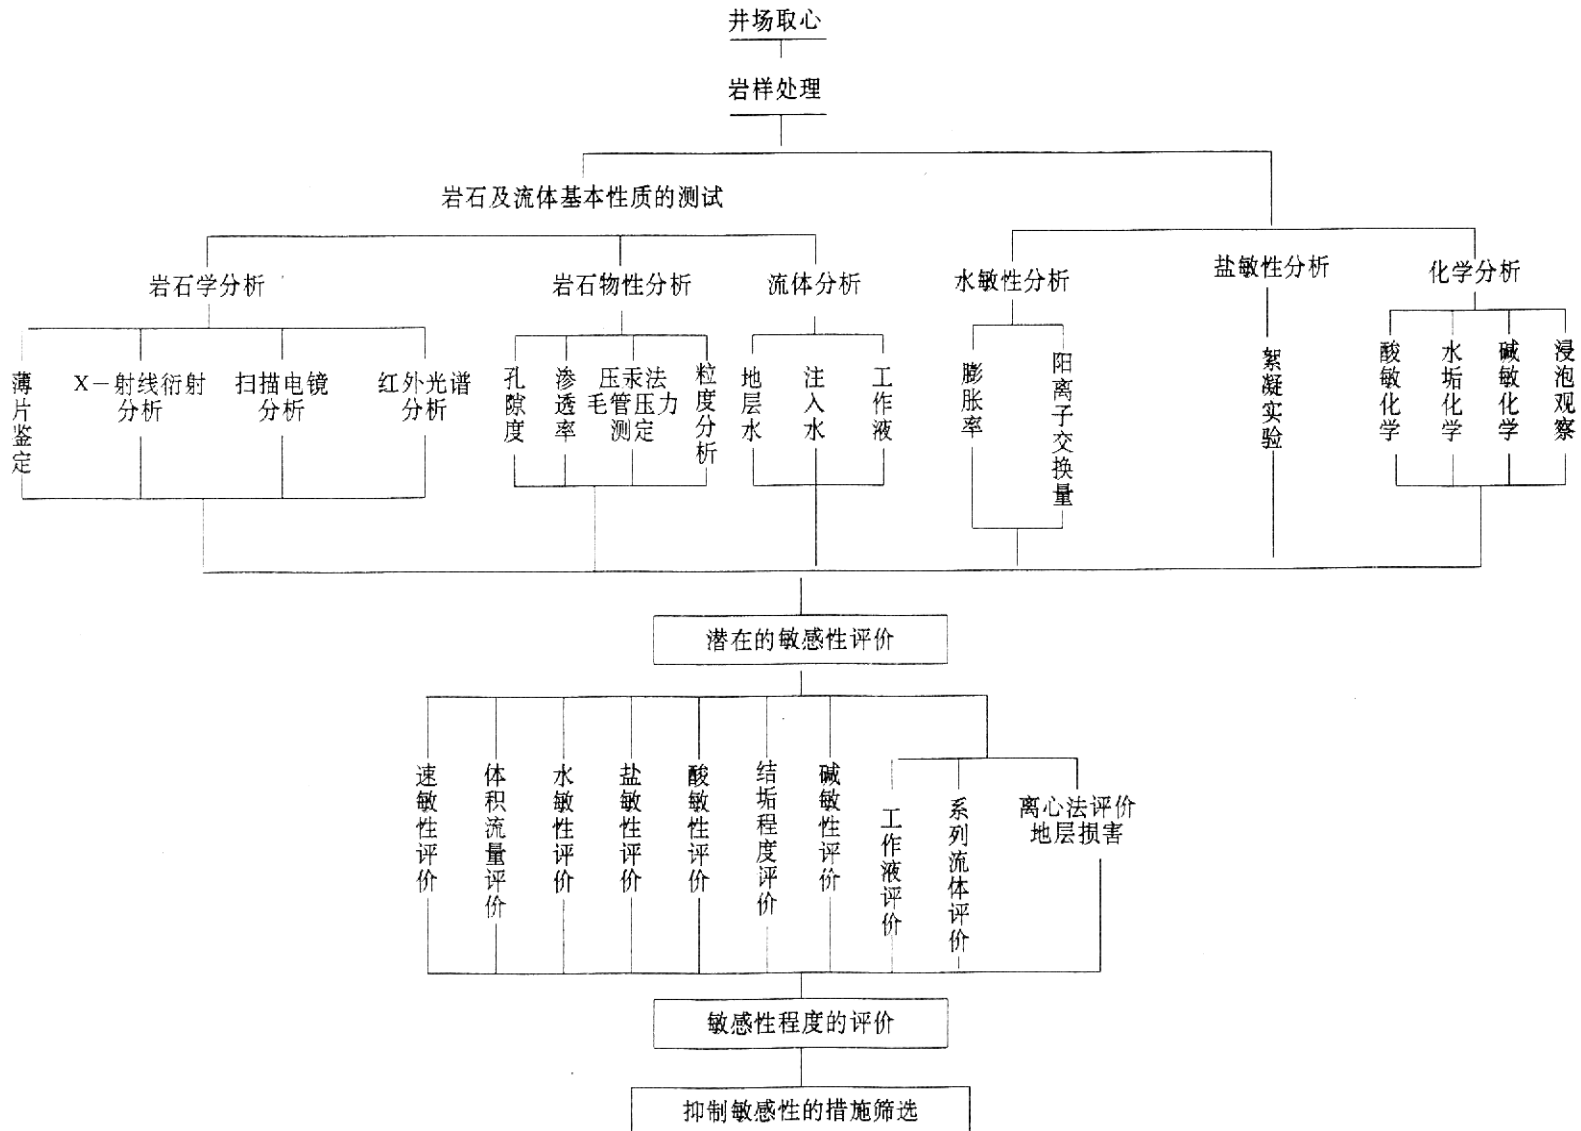 井场取心
岩样处理
岩石及流体基本性质的测试
岩石学分析
岩石物性分析
流体分析
水敏性分析
盐敏性分析
化学分析
薄片鉴定
X－射线衍射
分析
扫描电镜
分析
红外光谱
分析
孔隙度
渗透率
压汞法
毛管压力
测定
粒度分析
地层水
注入水
工作液
膨胀率
阳离子交换量
絮凝实验
酸敏化学
水垢化学
碱敏化学
浸泡观察
潜在的敏感性评价
速敏性评价
体积流量评价
水敏性评价
盐敏性评价
酸敏性评价
结垢程度评价
碱敏性评价
工作液评价
系列流体评价
离心法评价
地层损害
敏感性程度的评价
抑制敏感性的措施筛选